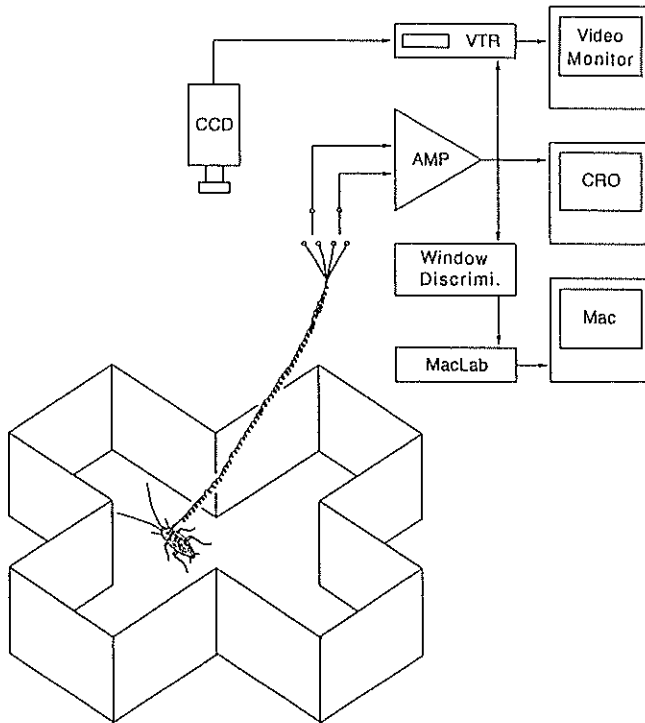 VTR
Video
Monitor
CCD
AMP
CRO
Window
Discrimi.
Mac
MacLab